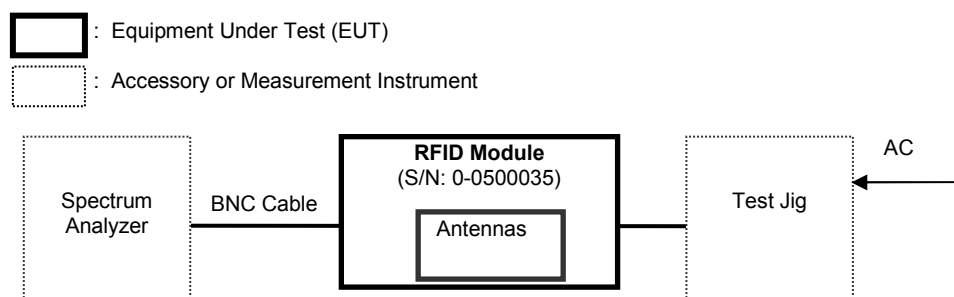 : Equipment Under Test (EUT)
: Accessory or Measurement Instrument
Spectrum
Analyzer
BNC Cable
RFID Module
(S/N: 0-0500035)
Antennas
Test Jig
AC